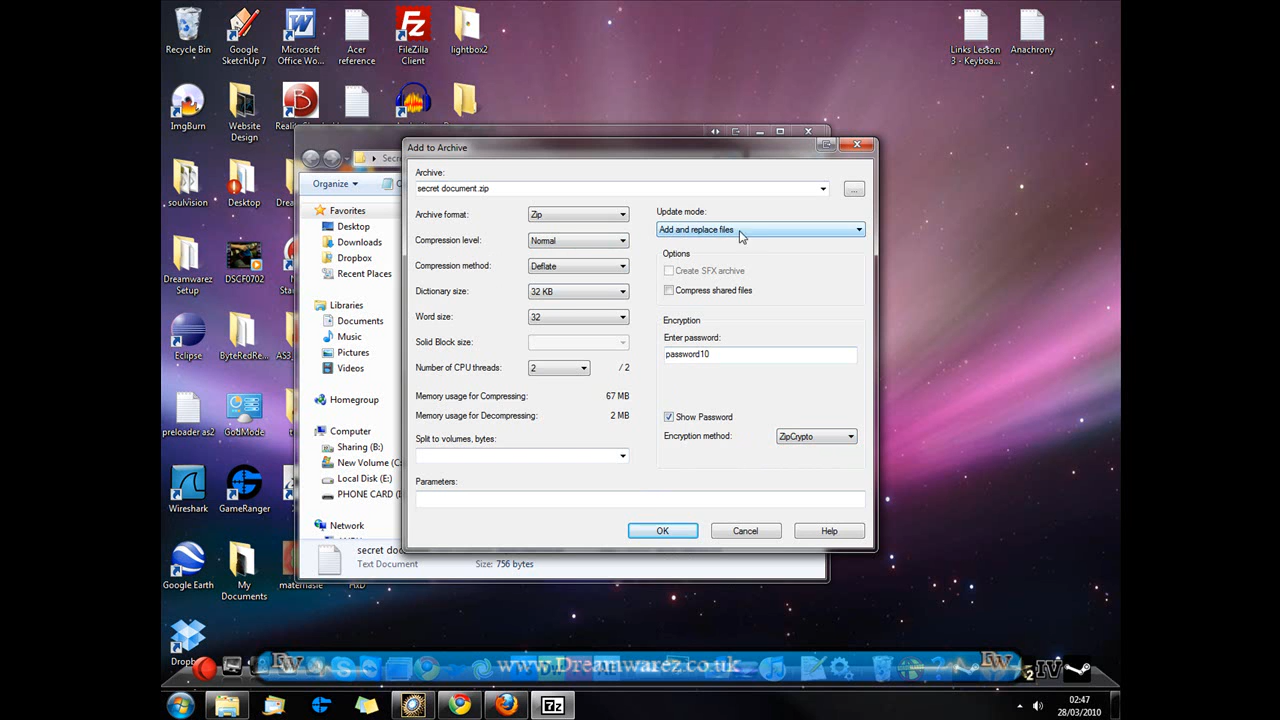 Recycle Bin
Google SketchUp 7
Microsoft Office Wo...
Acer reference
FileZilla Client
lightbox2
Links Lesson 3 - Keyboa...
Anachrony
ImgBurn
Website Design
soulvision
Desktop
Dreamwarez Setup
DSCF0702
Eclipse
ByteRedRe...
AS3_
preloader as2
GodMode
Wireshark
GameRanger
Google Earth
My Documents
Organize
Favorites
Desktop
Downloads
Dropbox
Recent Places
Libraries
Documents
Music
Pictures
Videos
Homegroup
Computer
Sharing (B:)
New Volume (C:
Local Disk (E:)
PHONE CARD (I
Network
secret doc
Text Document
Size: 756 bytes
Add to Archive
Archive:
secret document.zip
...
Archive format:
Zip
Compression level:
Normal
Compression method:
Deflate
Dictionary size:
32 KB
Word size:
32
Solid Block size:
Number of CPU threads:
2
/ 2
Memory usage for Compressing:
67 MB
Memory usage for Decompressing:
2 MB
Split to volumes, bytes:
Parameters:
Update mode:
Add and replace files
Options
Create SFX archive
Compress shared files
Encryption
Enter password:
password10
Show Password
Encryption method:
ZipCrypto
OK
Cancel
Help
www.Dreamwarez.co.uk
7z
02:47
28/03/2010